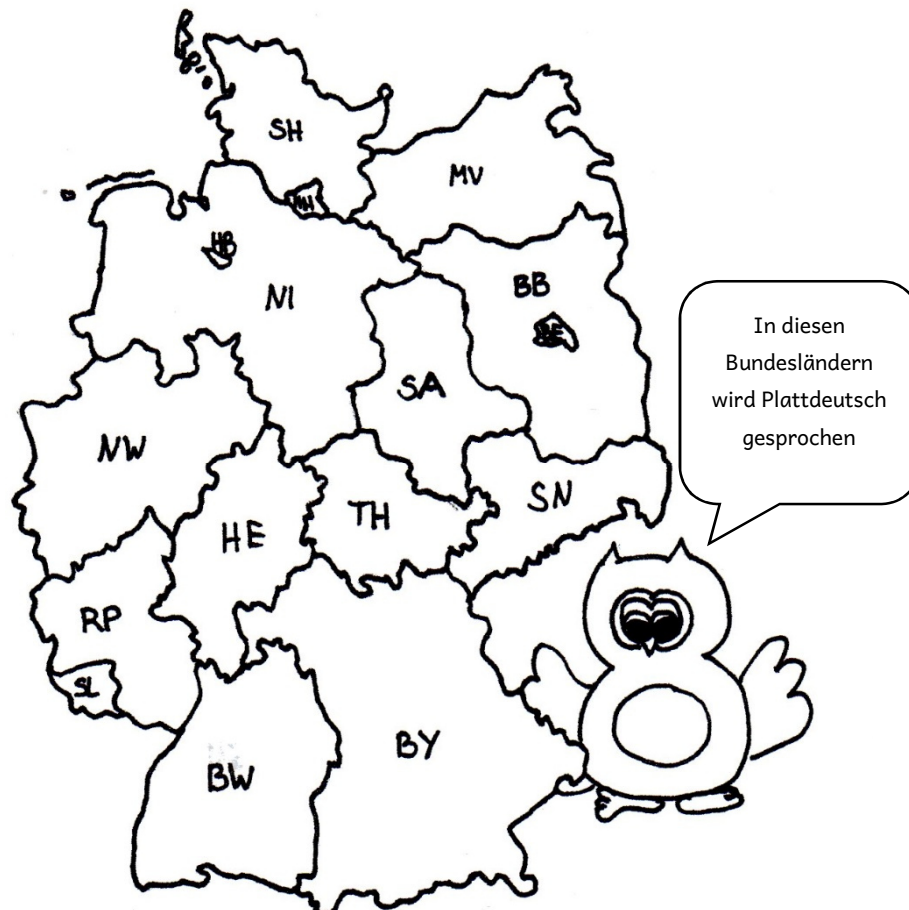 SH
MV
HH
HB
NI
BB
BE
SA
NW
HE
TH
SN
RP
SL
BW
BY
In diesen
Bundesländern
wird Plattdeutsch
gesprochen